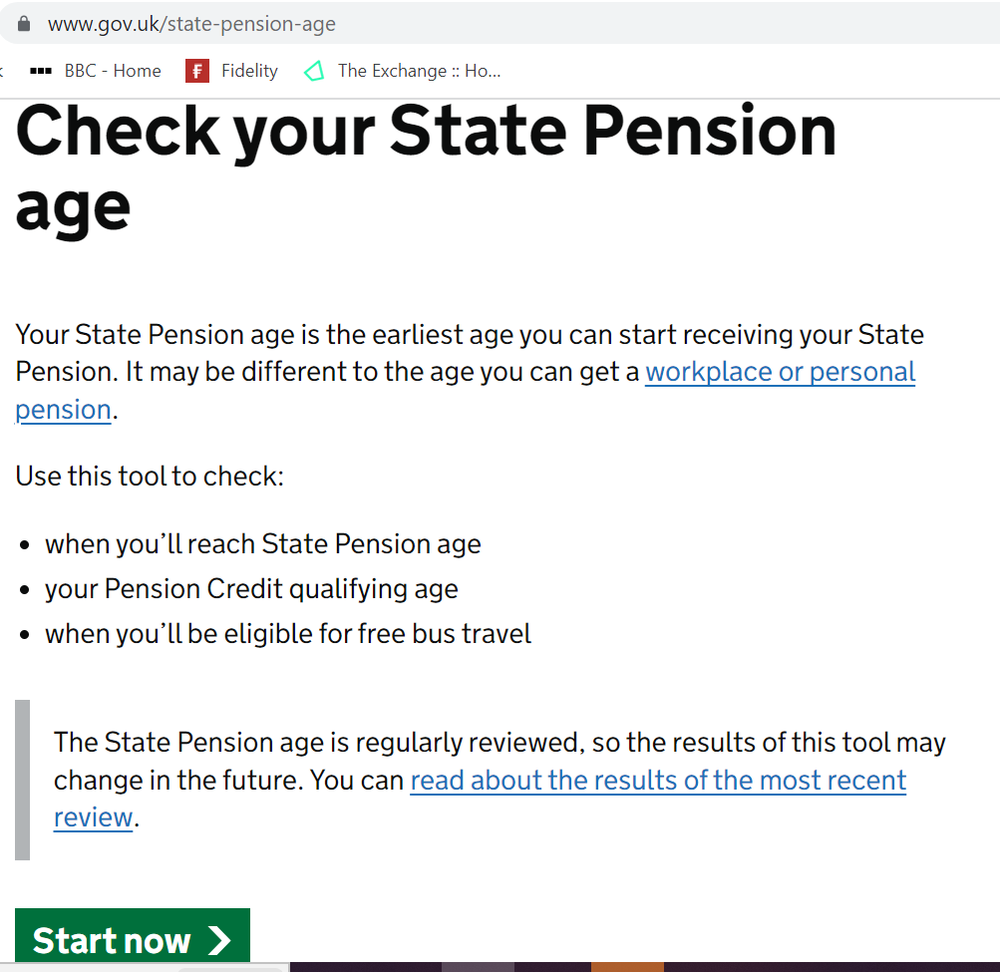 www.gov.uk/state-pension-age
BBC - Home Fidelity The Exchange :: Ho...
Check your State Pension
age
Your State Pension age is the earliest age you can start receiving your State
Pension. It may be different to the age you can get a workplace or personal
pension.
Use this tool to check:
• when you’ll reach State Pension age
• your Pension Credit qualifying age
• when you’ll be eligible for free bus travel
The State Pension age is regularly reviewed, so the results of this tool may
change in the future. You can read about the results of the most recent
review.
Start now